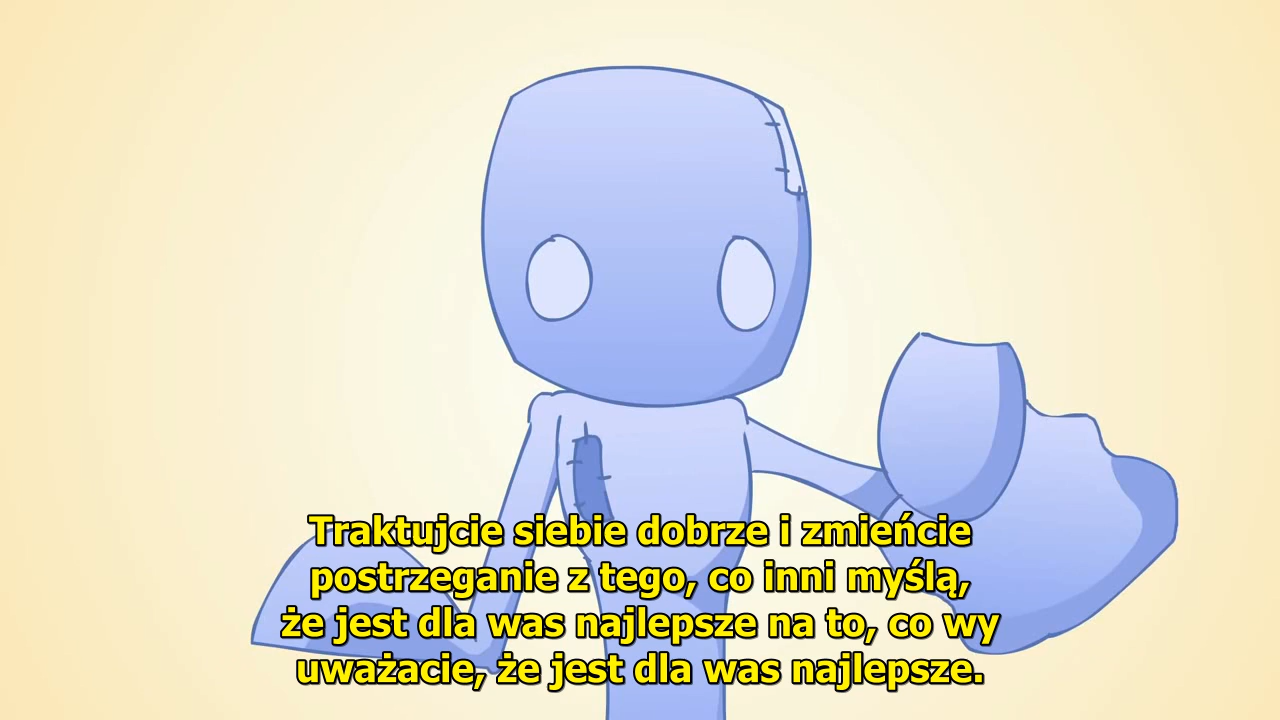 Traktujcie siebie dobrze i zmieńcie
postrzeganie z tego, co inni myślą,
że jest dla was najlepsze na to, co wy
uważacie, że jest dla was najlepsze.